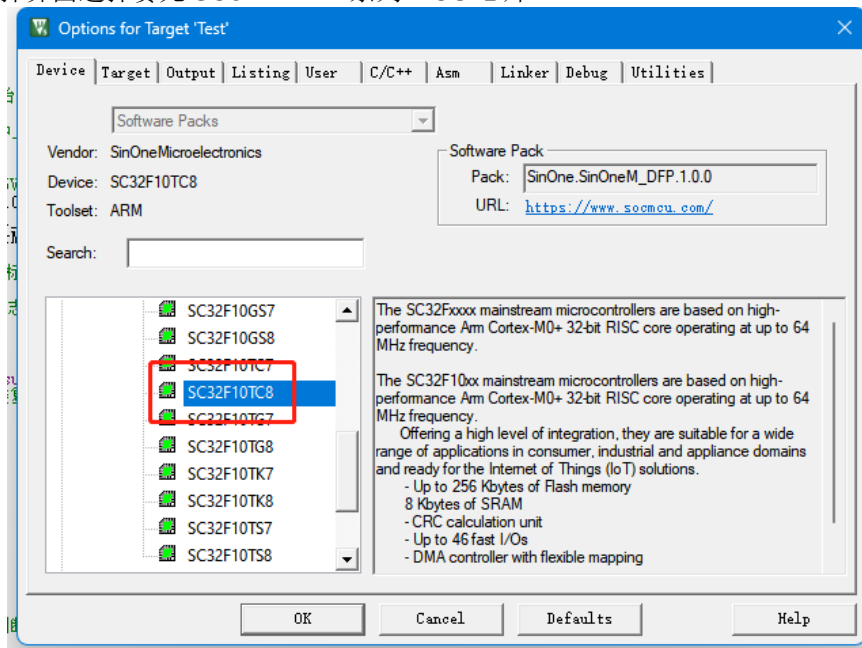 Options for Target 'Test'
Device Target Output Listing User C/C++ Asm Linker Debug Utilities
Software Packs
Vendor: SinOneMicroelectronics
Device: SC32F10TC8
Toolset: ARM
Search:
Software Pack
Pack: SinOne.SinOneM_DFP.1.0.0
URL: https://www.socmcu.com/
SC32F10GS7
SC32F10GS8
SC32F10TC7
SC32F10TC8
SC32F10TG7
SC32F10TG8
SC32F10TK7
SC32F10TK8
SC32F10TS7
SC32F10TS8
The SC32Fxxxx mainstream microcontrollers are based on high-
performance Arm Cortex-M0+ 32-bit RISC core operating at up to 64
MHz frequency.
The SC32F10xx mainstream microcontrollers are based on high-
performance Arm Cortex-M0+ 32-bit RISC core operating at up to 64
MHz frequency.
Offering a high level of integration, they are suitable for a wide
range of applications in consumer, industrial and appliance domains
and ready for the Internet of Things (IoT) solutions.
- Up to 256 Kbytes of Flash memory
8 Kbytes of SRAM
- CRC calculation unit
- Up to 46 fast I/Os
- DMA controller with flexible mapping
OK Cancel Defaults Help